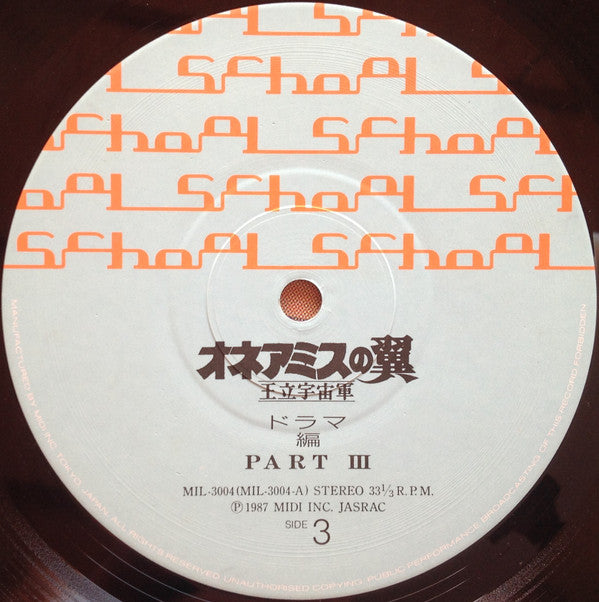 School School
School School
School School School
School School
オネアミスの翼
王立宇宙軍
ドラマ
編
PART III
MIL-3004(MIL-3004-A) STEREO 33⅓ R.P.M.
Ⓟ 1987 MIDI INC. JASRAC
SIDE 3
MANUFACTURED BY MIDI INC. TOKYO, JAPAN. ALL RIGHTS RESERVED. UNAUTHORISED COPYING. PUBLIC PERFORMANCE. BROADCASTING OF THIS RECORD FORBIDDEN